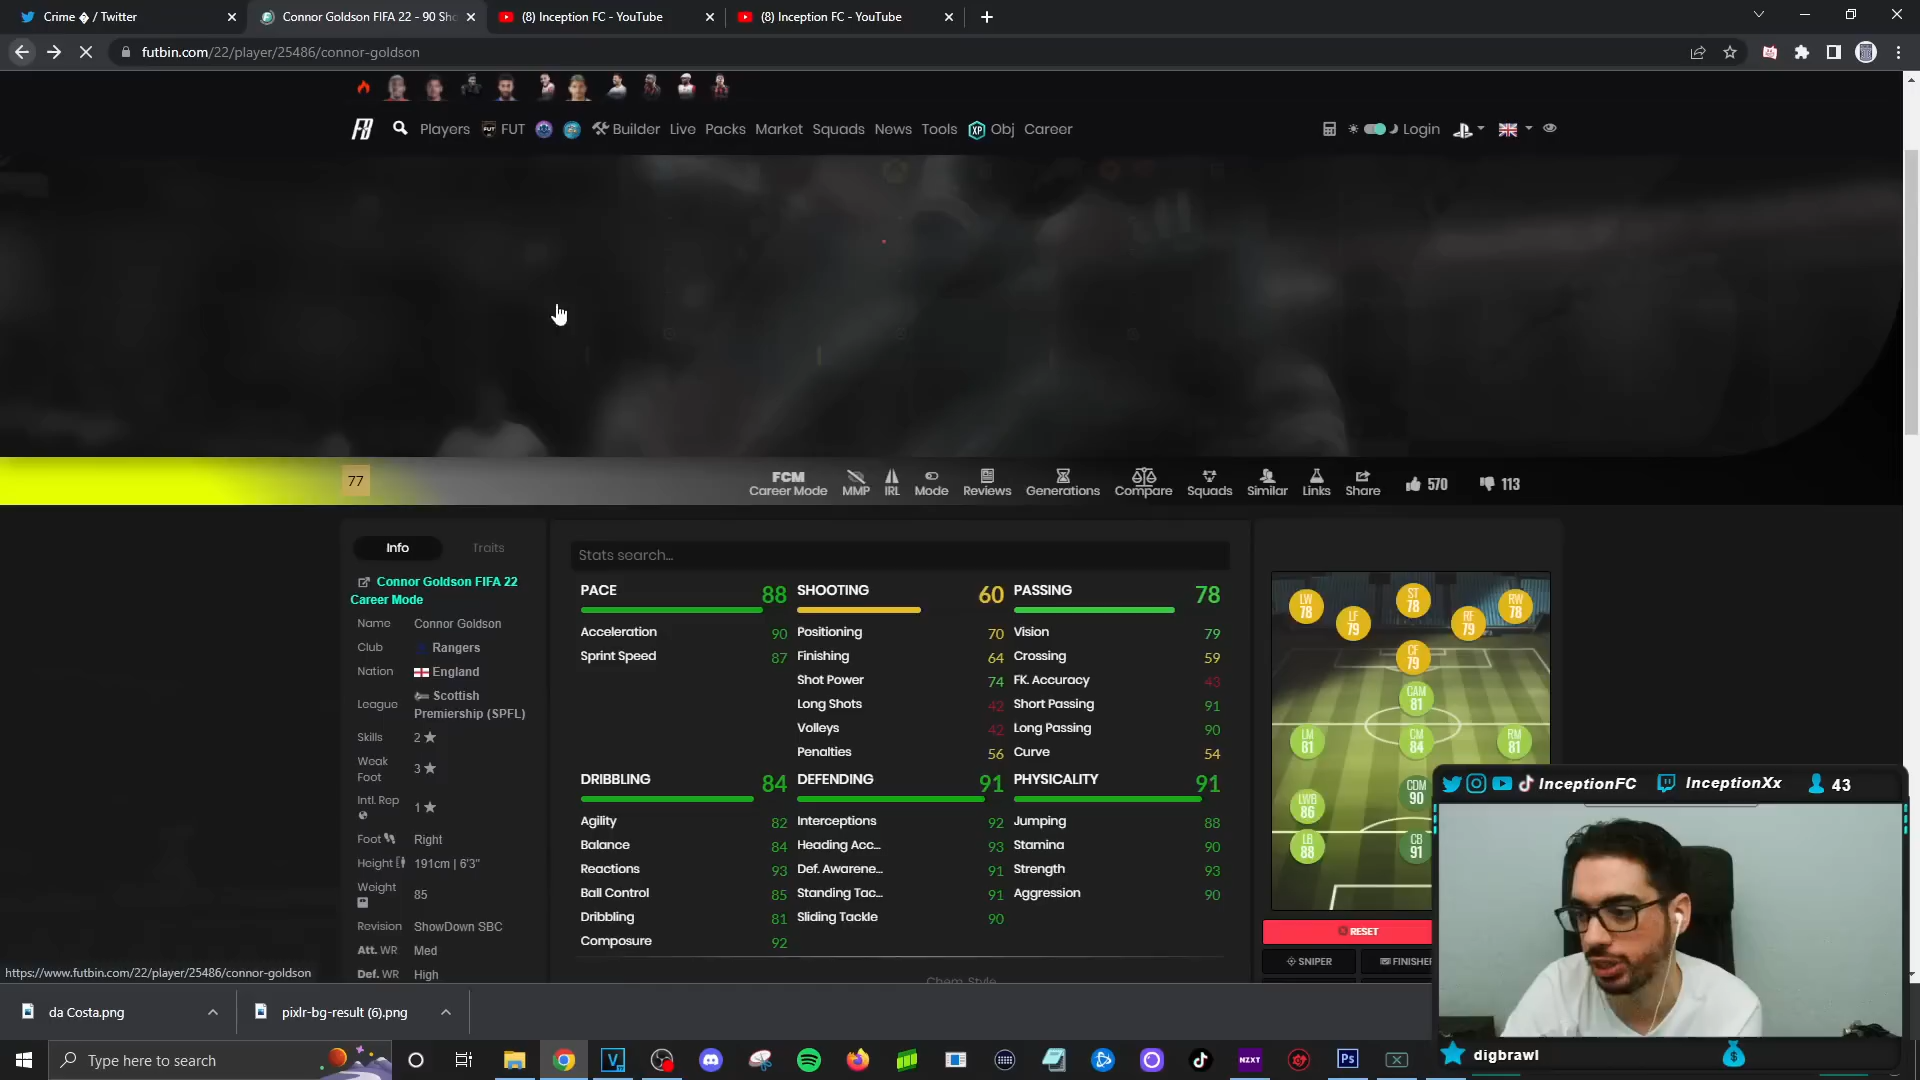 Crime � / Twitter
Connor Goldson FIFA 22 - 90 Sho
(8) Inception FC - YouTube
(8) Inception FC - YouTube
futbin.com/22/player/25486/connor-goldson
FB Players FUT Builder Live Packs Market Squads News Tools XP Obj Career Login
77
FCM
Career Mode MMP IRL Mode Reviews Generations Compare Squads Similar Links Share 570 113
Info Traits
Connor Goldson FIFA 22
Career Mode
Name Connor Goldson
Club Rangers
Nation England
League Scottish
Premiership (SPFL)
Skills 2
Weak
Foot 3
Intl. Rep 1
Foot Right
Height 191cm | 6'3"
Weight 85
Revision ShowDown SBC
Att. WR Med
Def. WR High
Stats search...
PACE 88
Acceleration 90
Sprint Speed 87
SHOOTING 60
Positioning 70
Finishing 64
Shot Power 74
Long Shots 42
Volleys 42
Penalties 56
PASSING 78
Vision 79
Crossing 59
FK. Accuracy 43
Short Passing 91
Long Passing 90
Curve 54
DRIBBLING 84
Agility 82
Balance 84
Reactions 93
Ball Control 85
Dribbling 81
Composure 92
DEFENDING 91
Interceptions 92
Heading Acc... 93
Def. Awarene... 91
Standing Tac... 91
Sliding Tackle 90
PHYSICALITY 91
Jumping 88
Stamina 90
Strength 93
Aggression 90
Chem Style
LW
78
LF
79
ST
78
RF
79
RW
78
CF
79
CAM
81
LM
81
CM
84
RM
81
LWB
86
CDM
90
LB
88
CB
91
RESET
SNIPER FINISHER
InceptionFC InceptionXx 43
digbrawl
https://www.futbin.com/22/player/25486/connor-goldson
da Costa.png
pixlr-bg-result (6).png
Type here to search
V
NZXT
Ps